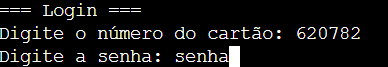 === Login ===
Digite o número do cartão: 620782
Digite a senha: senha